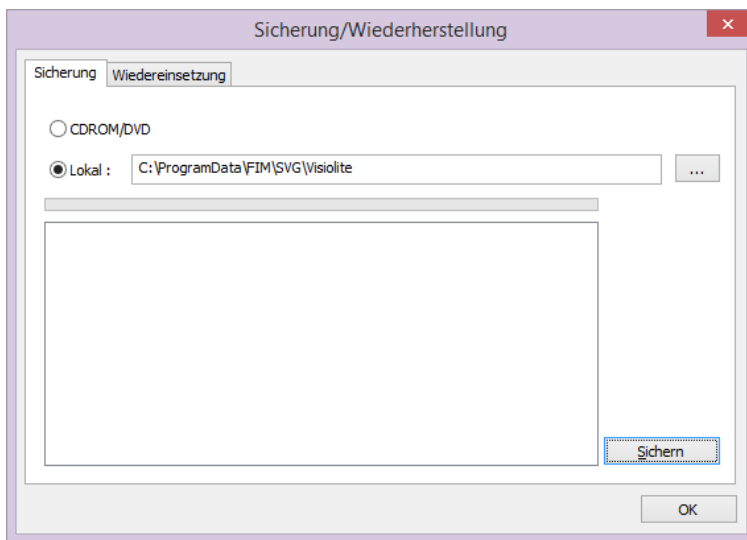 Sicherung/Wiederherstellung
Sicherung Wiedereinsetzung
CDROM/DVD
Lokal : C:\ProgramData\FIM\SVG\Visiolite ...
Sichern
OK